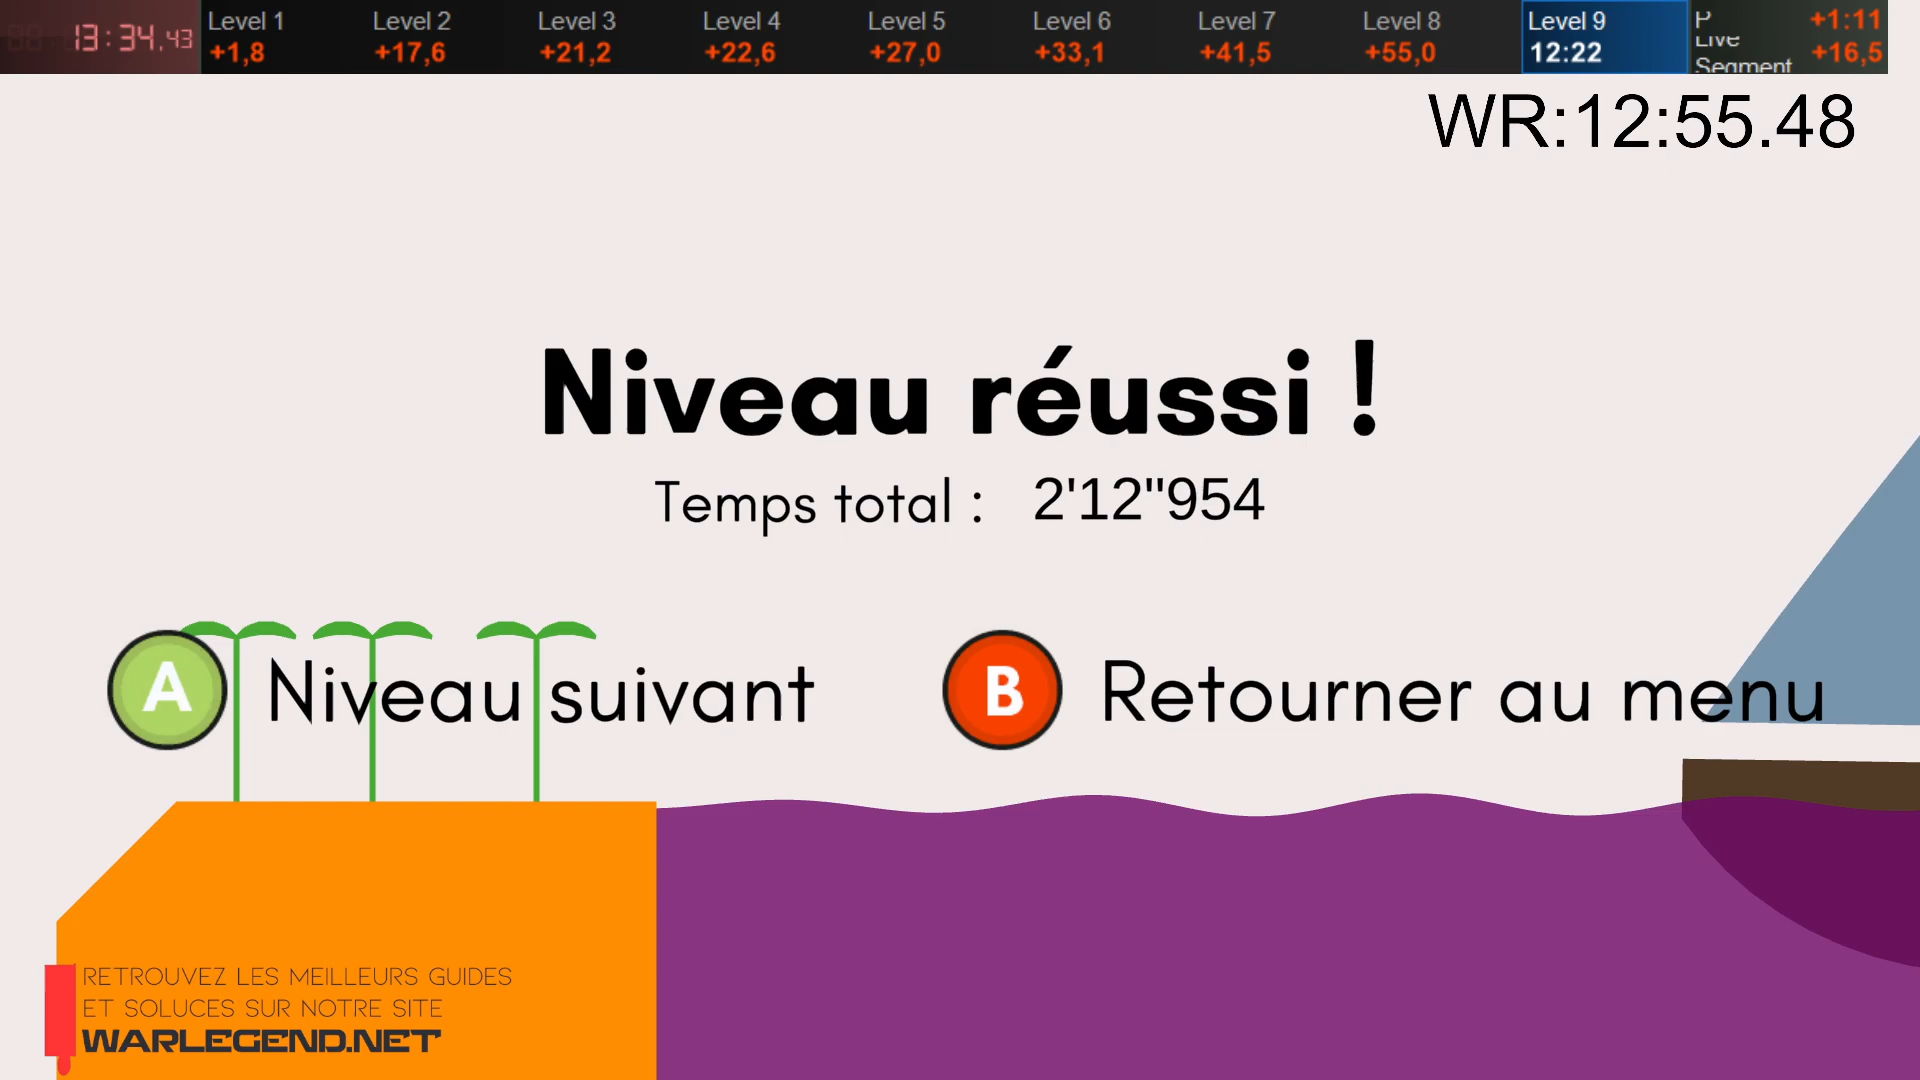 13:34.43
Level 1
+1,8
Level 2
+17,6
Level 3
+21,2
Level 4
+22,6
Level 5
+27,0
Level 6
+33,1
Level 7
+41,5
Level 8
+55,0
Level 9
12:22
P
+1:11
Live
Segment
+16,5
WR:12:55.48
Niveau réussi !
Temps total : 2'12"954
A Niveau suivant
B Retourner au menu
RETROUVEZ LES MEILLEURS GUIDES
ET SOLUCES SUR NOTRE SITE
WARLEGEND.NET